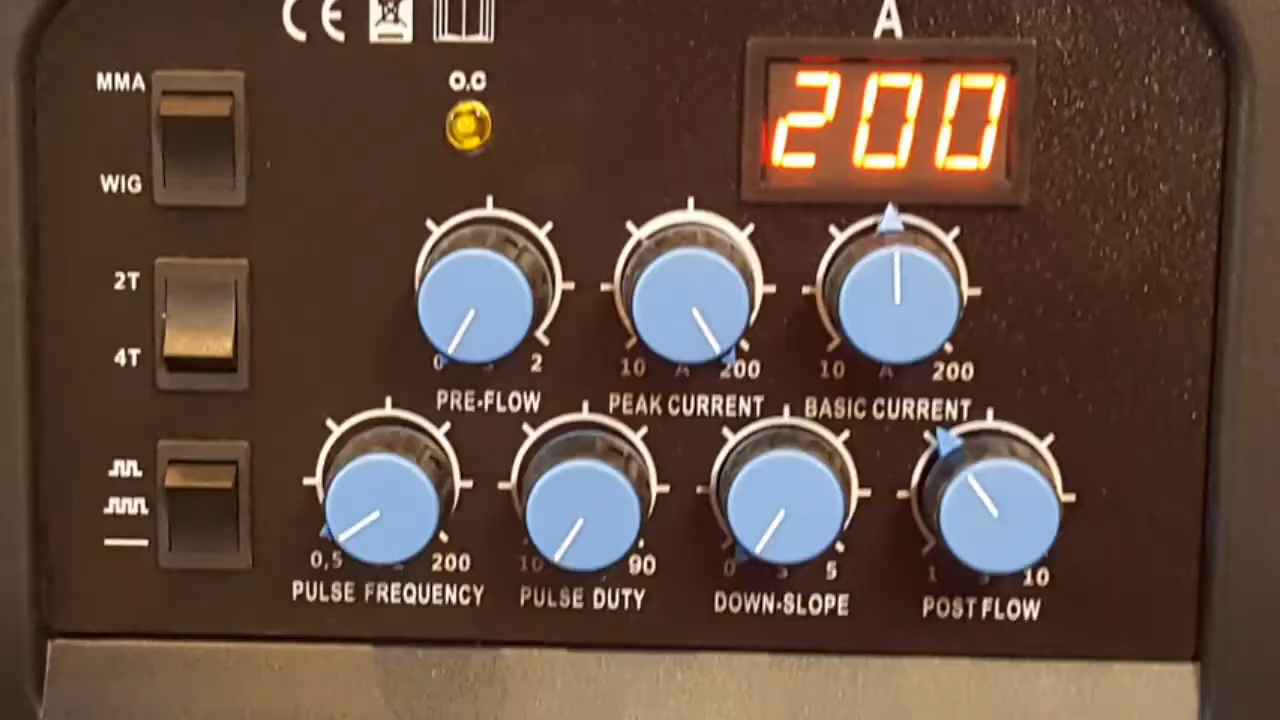 CE
A
MMA
O.C
200
WIG
2T
4T
0 2
10 A 200
10 A 200
PRE-FLOW
PEAK CURRENT
BASIC CURRENT
0,5 200
10 90
0 S 5
1 S 10
PULSE FREQUENCY
PULSE DUTY
DOWN-SLOPE
POST FLOW